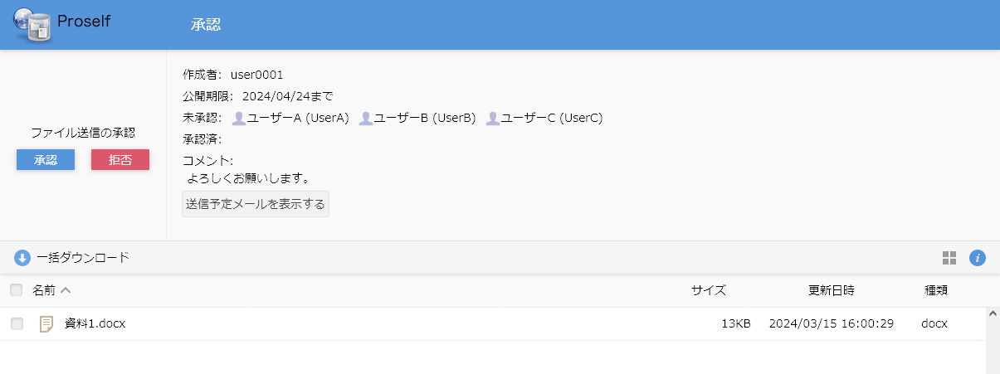 Proself
承認
ファイル送信の承認
承認
拒否
作成者: user0001
公開期限: 2024/04/24まで
未承認: ユーザーA (UserA) ユーザーB (UserB) ユーザーC (UserC)
承認済:
コメント:
よろしくお願いします。
送信予定メールを表示する
一括ダウンロード
名前 サイズ 更新日時 種類
資料1.docx 13KB 2024/03/15 16:00:29 docx